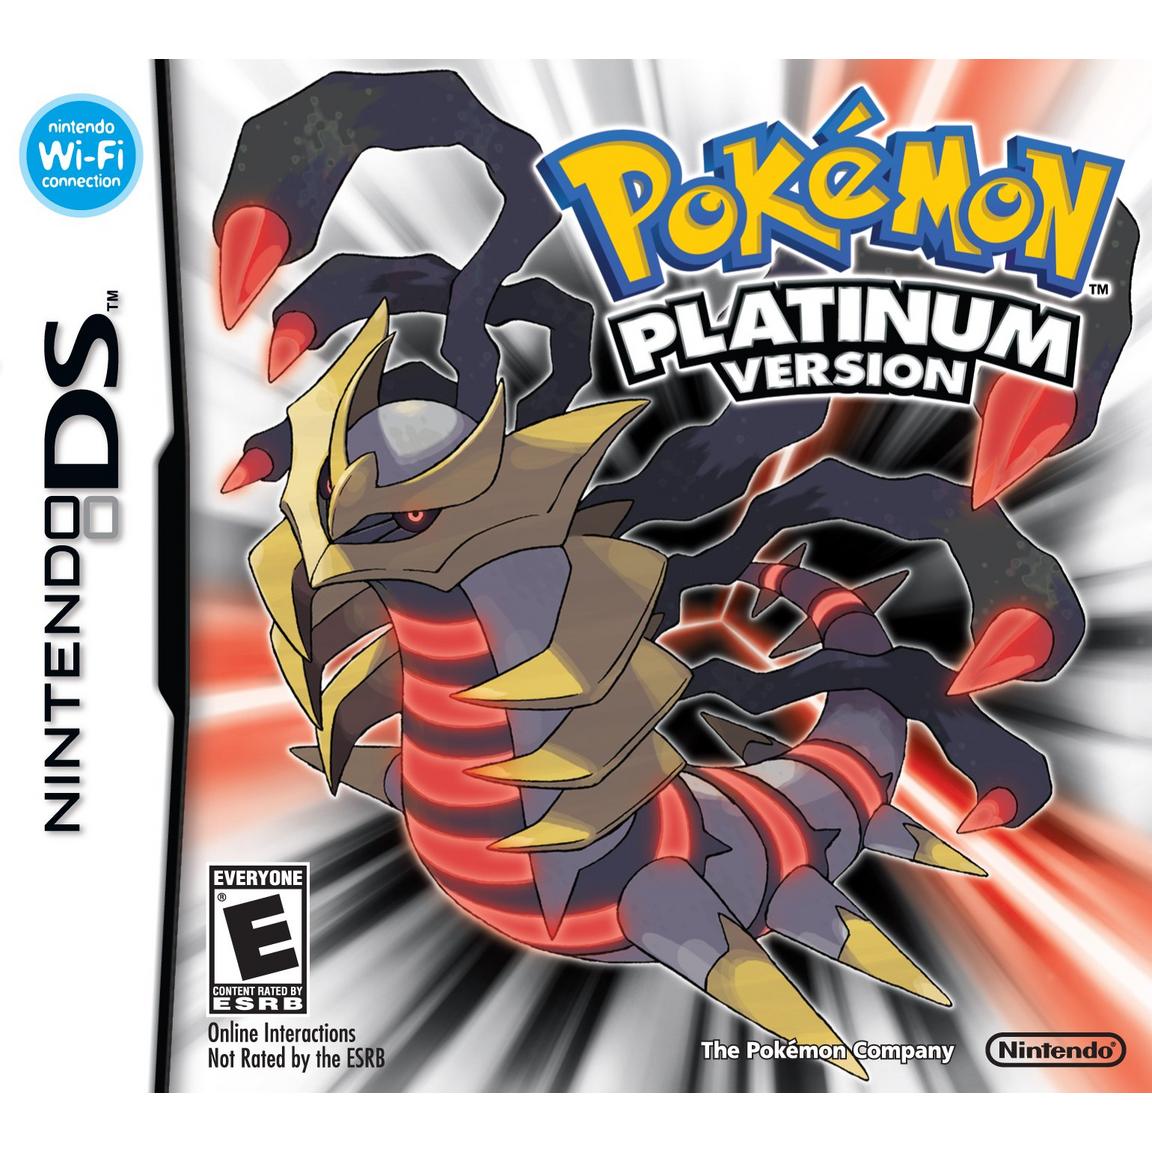 nintendo
Wi-Fi
connection
NINTENDO DS™
POKéMON™
PLATINUM
VERSION
EVERYONE
E®
CONTENT RATED BY
ESRB
Online Interactions
Not Rated by the ESRB
The Pokémon Company
Nintendo®